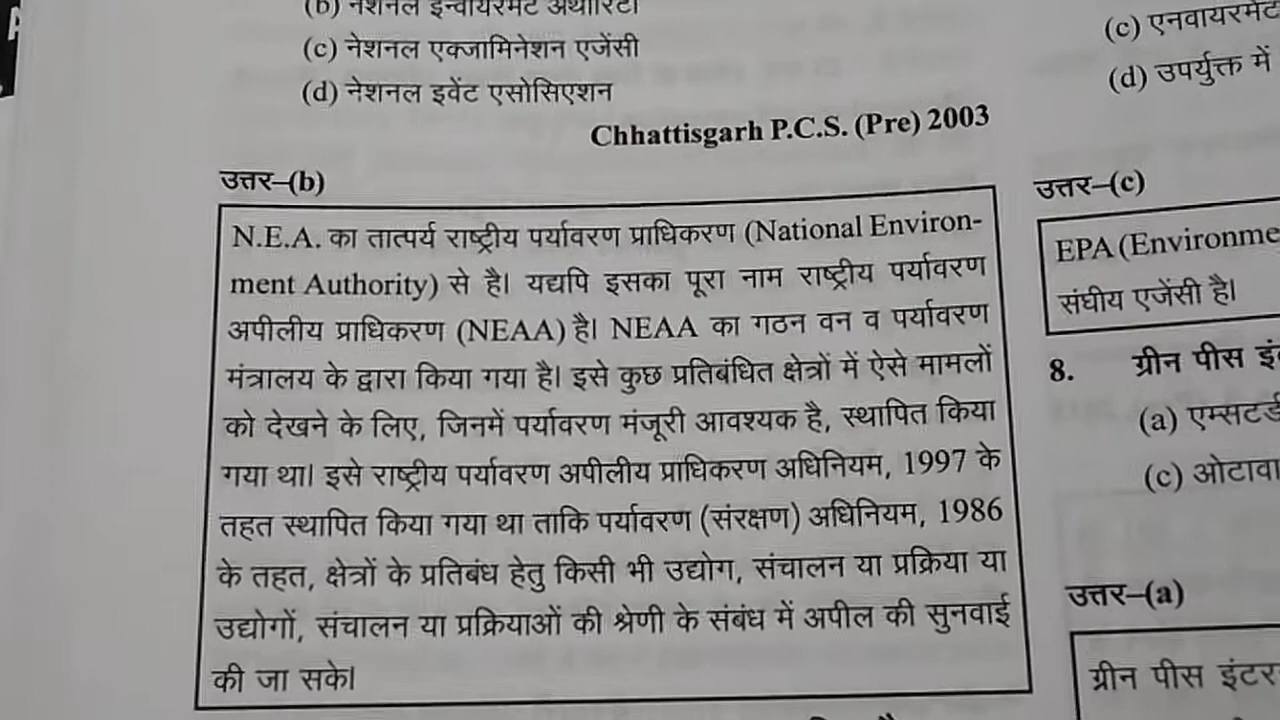 (b) नेशनल इन्वायरमेंट अथॉरिटी
(c) नेशनल एक्जामिनेशन एजेंसी
(d) नेशनल इवेंट एसोसिएशन
Chhattisgarh P.C.S. (Pre) 2003
उत्तर–(b)
N.E.A. का तात्पर्य राष्ट्रीय पर्यावरण प्राधिकरण (National Environ-
ment Authority) से है। यद्यपि इसका पूरा नाम राष्ट्रीय पर्यावरण
अपीलीय प्राधिकरण (NEAA) है। NEAA का गठन वन व पर्यावरण
मंत्रालय के द्वारा किया गया है। इसे कुछ प्रतिबंधित क्षेत्रों में ऐसे मामलों
को देखने के लिए, जिनमें पर्यावरण मंजूरी आवश्यक है, स्थापित किया
गया था। इसे राष्ट्रीय पर्यावरण अपीलीय प्राधिकरण अधिनियम, 1997 के
तहत स्थापित किया गया था ताकि पर्यावरण (संरक्षण) अधिनियम, 1986
के तहत, क्षेत्रों के प्रतिबंध हेतु किसी भी उद्योग, संचालन या प्रक्रिया या
उद्योगों, संचालन या प्रक्रियाओं की श्रेणी के संबंध में अपील की सुनवाई
की जा सके।
(c) एनवायरमेंट
(d) उपर्युक्त में
उत्तर–(c)
EPA (Environme
संघीय एजेंसी है।
8. ग्रीन पीस इं
(a) एम्सटर्ड
(c) ओटावा
उत्तर–(a)
ग्रीन पीस इंटर